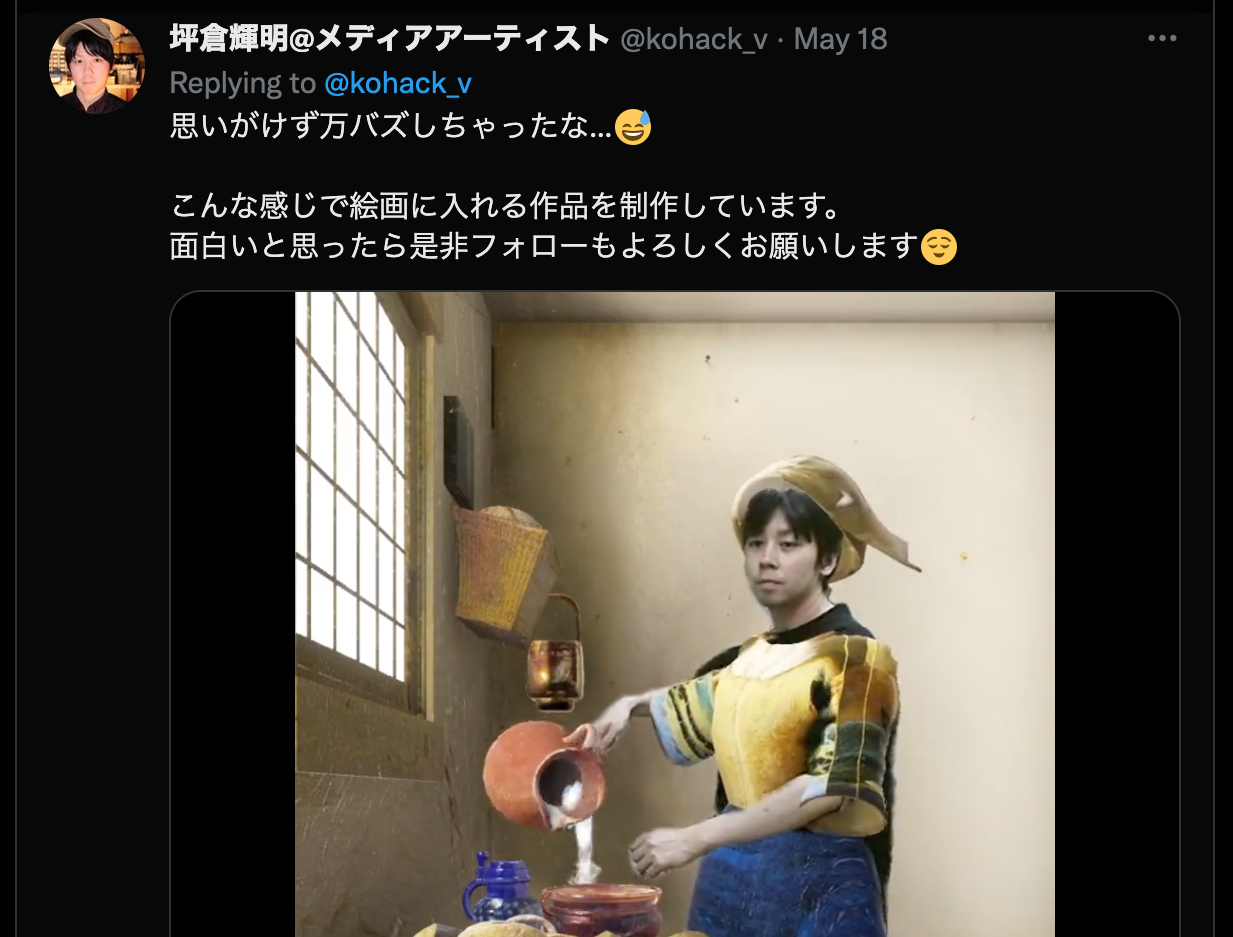 坪倉輝明@メディアアーティスト @kohack_v · May 18
Replying to @kohack_v
思いがけず万バズしちゃったな...😅
こんな感じで絵画に入れる作品を制作しています。
面白いと思ったら是非フォローもよろしくお願いします😌